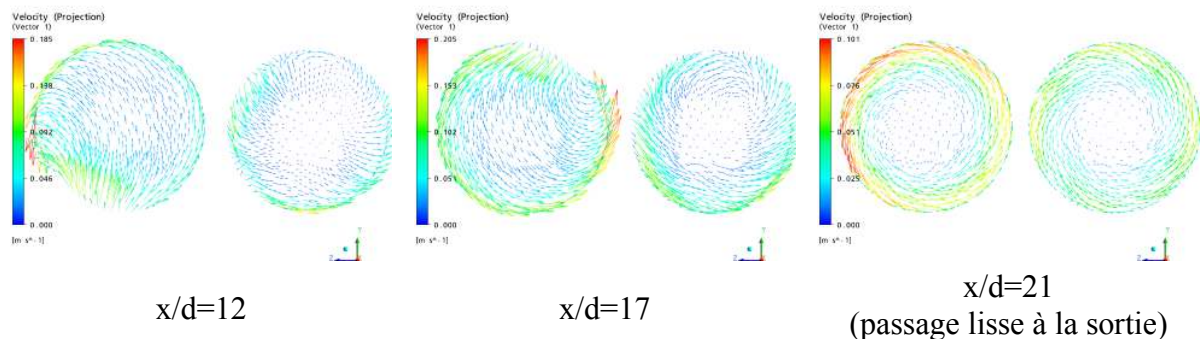 Velocity (Projection)
(Vector 1)
0.185
0.138
0.092
0.046
0.000
[m s^-1]
Y
Z
x/d=12
Velocity (Projection)
(Vector 1)
0.205
0.153
0.102
0.051
0.000
[m s^-1]
Y
Z
x/d=17
Velocity (Projection)
(Vector 1)
0.101
0.076
0.051
0.025
0.000
[m s^-1]
Y
Z
x/d=21
(passage lisse à la sortie)